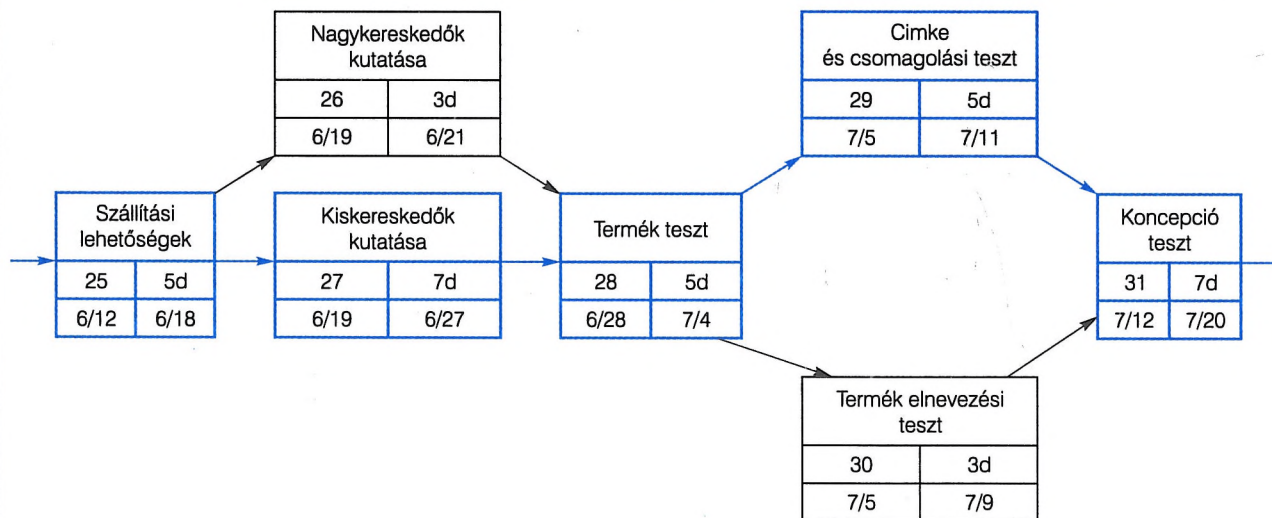 Nagykereskedők
kutatása
26 3d
6/19 6/21
Cimke
és csomagolási teszt
29 5d
7/5 7/11
Szállítási
lehetőségek
25 5d
6/12 6/18
Kiskereskedők
kutatása
27 7d
6/19 6/27
Termék teszt
28 5d
6/28 7/4
Koncepció
teszt
31 7d
7/12 7/20
Termék elnevezési
teszt
30 3d
7/5 7/9